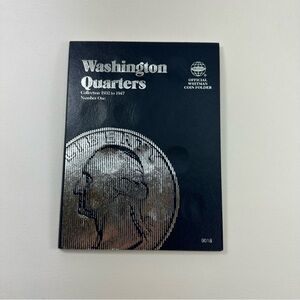 Washington
Quarters
Collection 1932 to 1947
Number One
OFFICIAL
WHITMAN
COIN FOLDER
9018